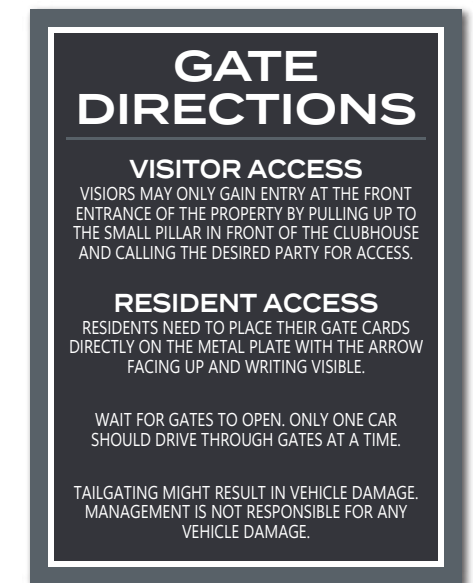 GATE
DIRECTIONS
VISITOR ACCESS
VISIORS MAY ONLY GAIN ENTRY AT THE FRONT
ENTRANCE OF THE PROPERTY BY PULLING UP TO
THE SMALL PILLAR IN FRONT OF THE CLUBHOUSE
AND CALLING THE DESIRED PARTY FOR ACCESS.
RESIDENT ACCESS
RESIDENTS NEED TO PLACE THEIR GATE CARDS
DIRECTLY ON THE METAL PLATE WITH THE ARROW
FACING UP AND WRITING VISIBLE.
WAIT FOR GATES TO OPEN. ONLY ONE CAR
SHOULD DRIVE THROUGH GATES AT A TIME.
TAILGATING MIGHT RESULT IN VEHICLE DAMAGE.
MANAGEMENT IS NOT RESPONSIBLE FOR ANY
VEHICLE DAMAGE.